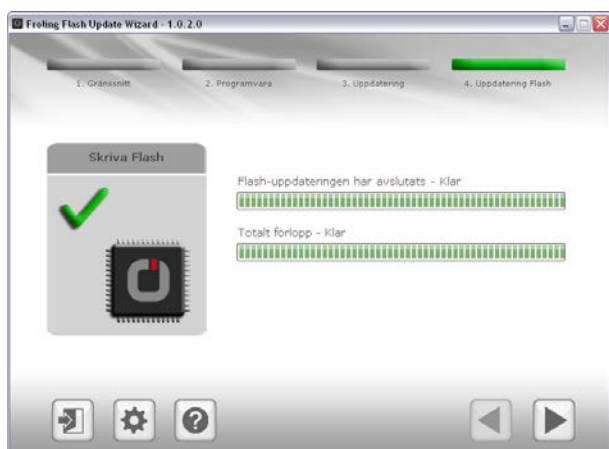 Froling Flash Update Wizard - 1.0.2.0
1. Gränssnitt
2. Programvara
3. Uppdatering
4. Uppdatering Flash
Skriva Flash
Flash-uppdateringen har avslutats - Klar
Totalt forlopp - Klar